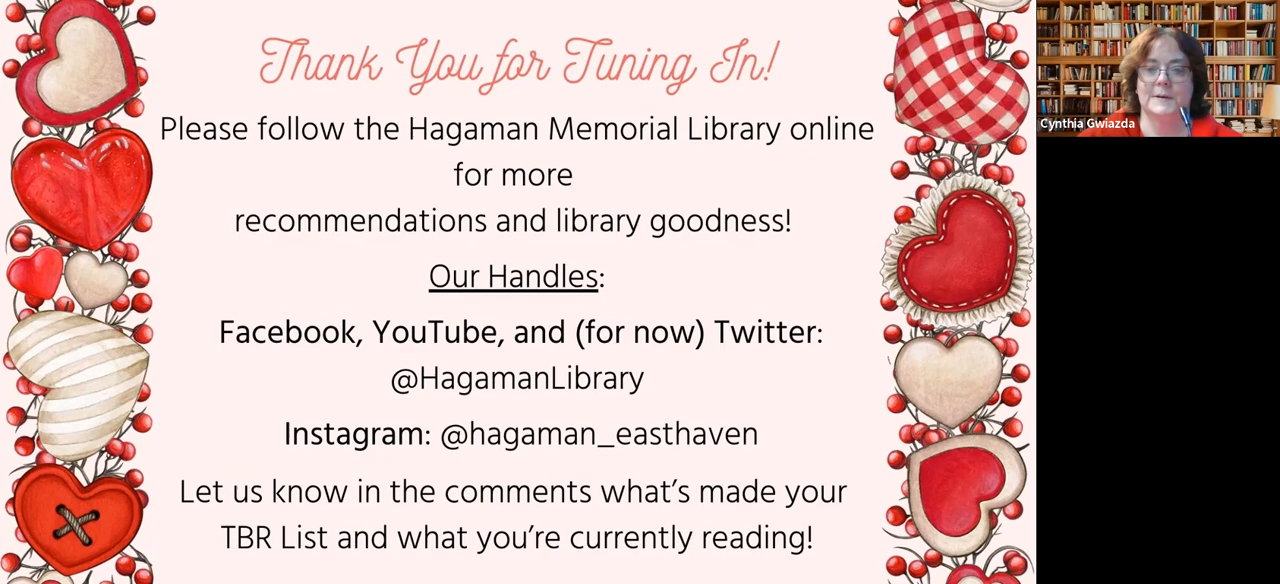 Thank You for Tuning In!
Please follow the Hagaman Memorial Library online
for more
recommendations and library goodness!
Our Handles:
Facebook, YouTube, and (for now) Twitter:
@HagamanLibrary
Instagram: @hagaman_easthaven
Let us know in the comments what’s made your
TBR List and what you’re currently reading!
Cynthia Gwiazda